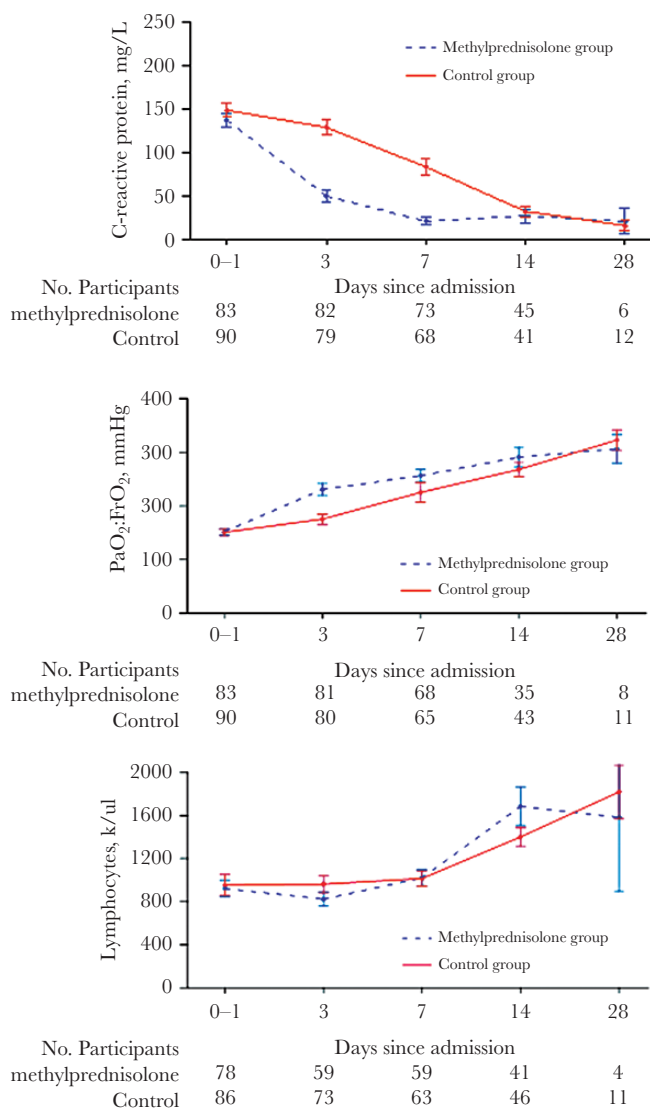 250
200
150
100
50
0
C-reactive protein, mg/L
Methylprednisolone group
Control group
0–1 3 7 14 28
No. Participants Days since admission
methylprednisolone 83 82 73 45 6
Control 90 79 68 41 12
400
300
300
100
0
PaO₂:FrO₂, mmHg
Methylprednisolone group
Control group
0–1 3 7 14 28
No. Participants Days since admission
methylprednisolone 83 81 68 35 8
Control 90 80 65 43 11
2000
1600
1200
800
400
0
Lymphocytes, k/ul
Methylprednisolone group
Control group
0–1 3 7 14 28
No. Participants Days since admission
methylprednisolone 78 59 59 41 4
Control 86 73 63 46 11